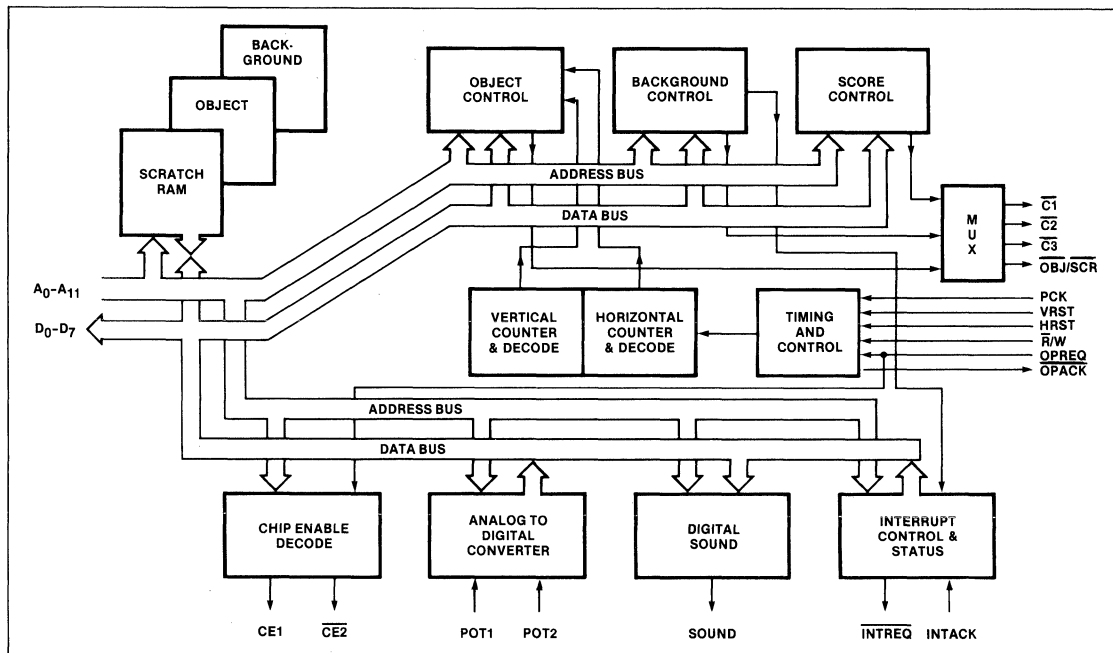 BACK-
GROUND
OBJECT
SCRATCH
RAM
OBJECT
CONTROL
BACKGROUND
CONTROL
SCORE
CONTROL
ADDRESS BUS
DATA BUS
MUX
C1
C2
C3
OBJ/SCR
A0-A11
D0-D7
VERTICAL
COUNTER
& DECODE
HORIZONTAL
COUNTER
& DECODE
TIMING
AND
CONTROL
PCK
VRST
HRST
R/W
OPREQ
OPACK
ADDRESS BUS
DATA BUS
CHIP ENABLE
DECODE
ANALOG TO
DIGITAL
CONVERTER
DIGITAL
SOUND
INTERRUPT
CONTROL &
STATUS
CE1
CE2
POT1
POT2
SOUND
INTREQ
INTACK